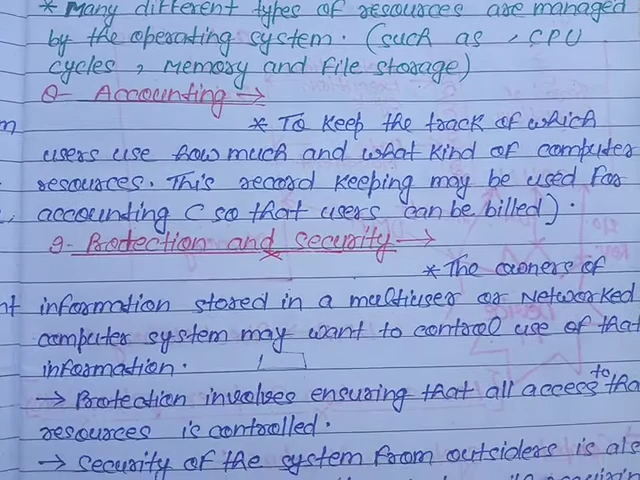 * Many different types of resources are managed
by the operating system. (such as , CPU
cycles , Memory and File storage)
8- Accounting →
m * To keep the track of which
users use how much and what kind of computer
resources. This record keeping may be used for
accounting ( so that users can be billed ) .
9- Protection and security →
* The owners of
nt information stored in a multiuser or Networked
computer system may want to control use of that
information .
→ Protection involves ensuring that all access to tha
resources is controlled.
→ security of the system from outsiders is als